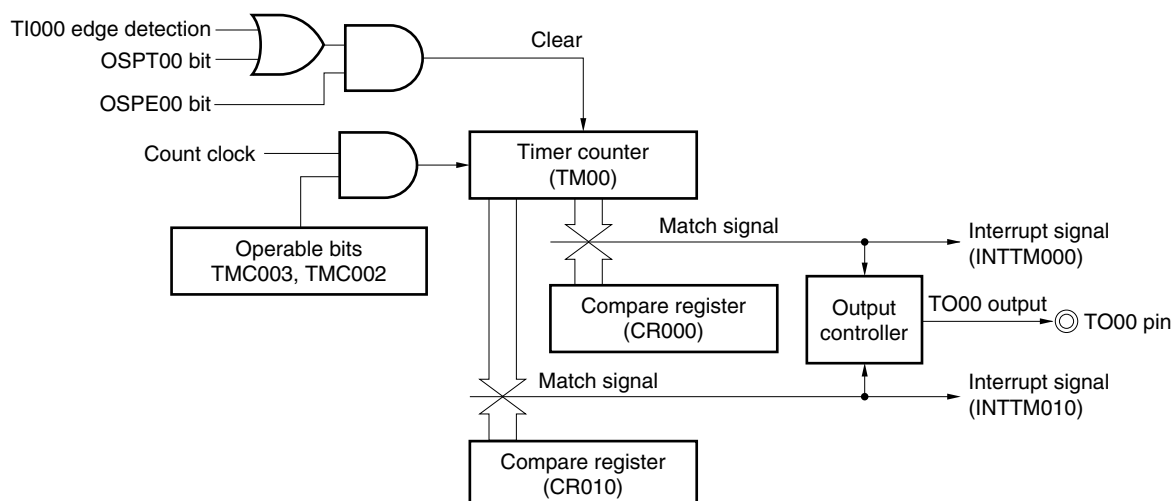 TI000 edge detection
OSPT00 bit
OSPE00 bit
Clear
Count clock
Timer counter
(TM00)
Operable bits
TMC003, TMC002
Match signal
Interrupt signal
(INTTM000)
Compare register
(CR000)
Output
controller
TO00 output
TO00 pin
Match signal
Interrupt signal
(INTTM010)
Compare register
(CR010)